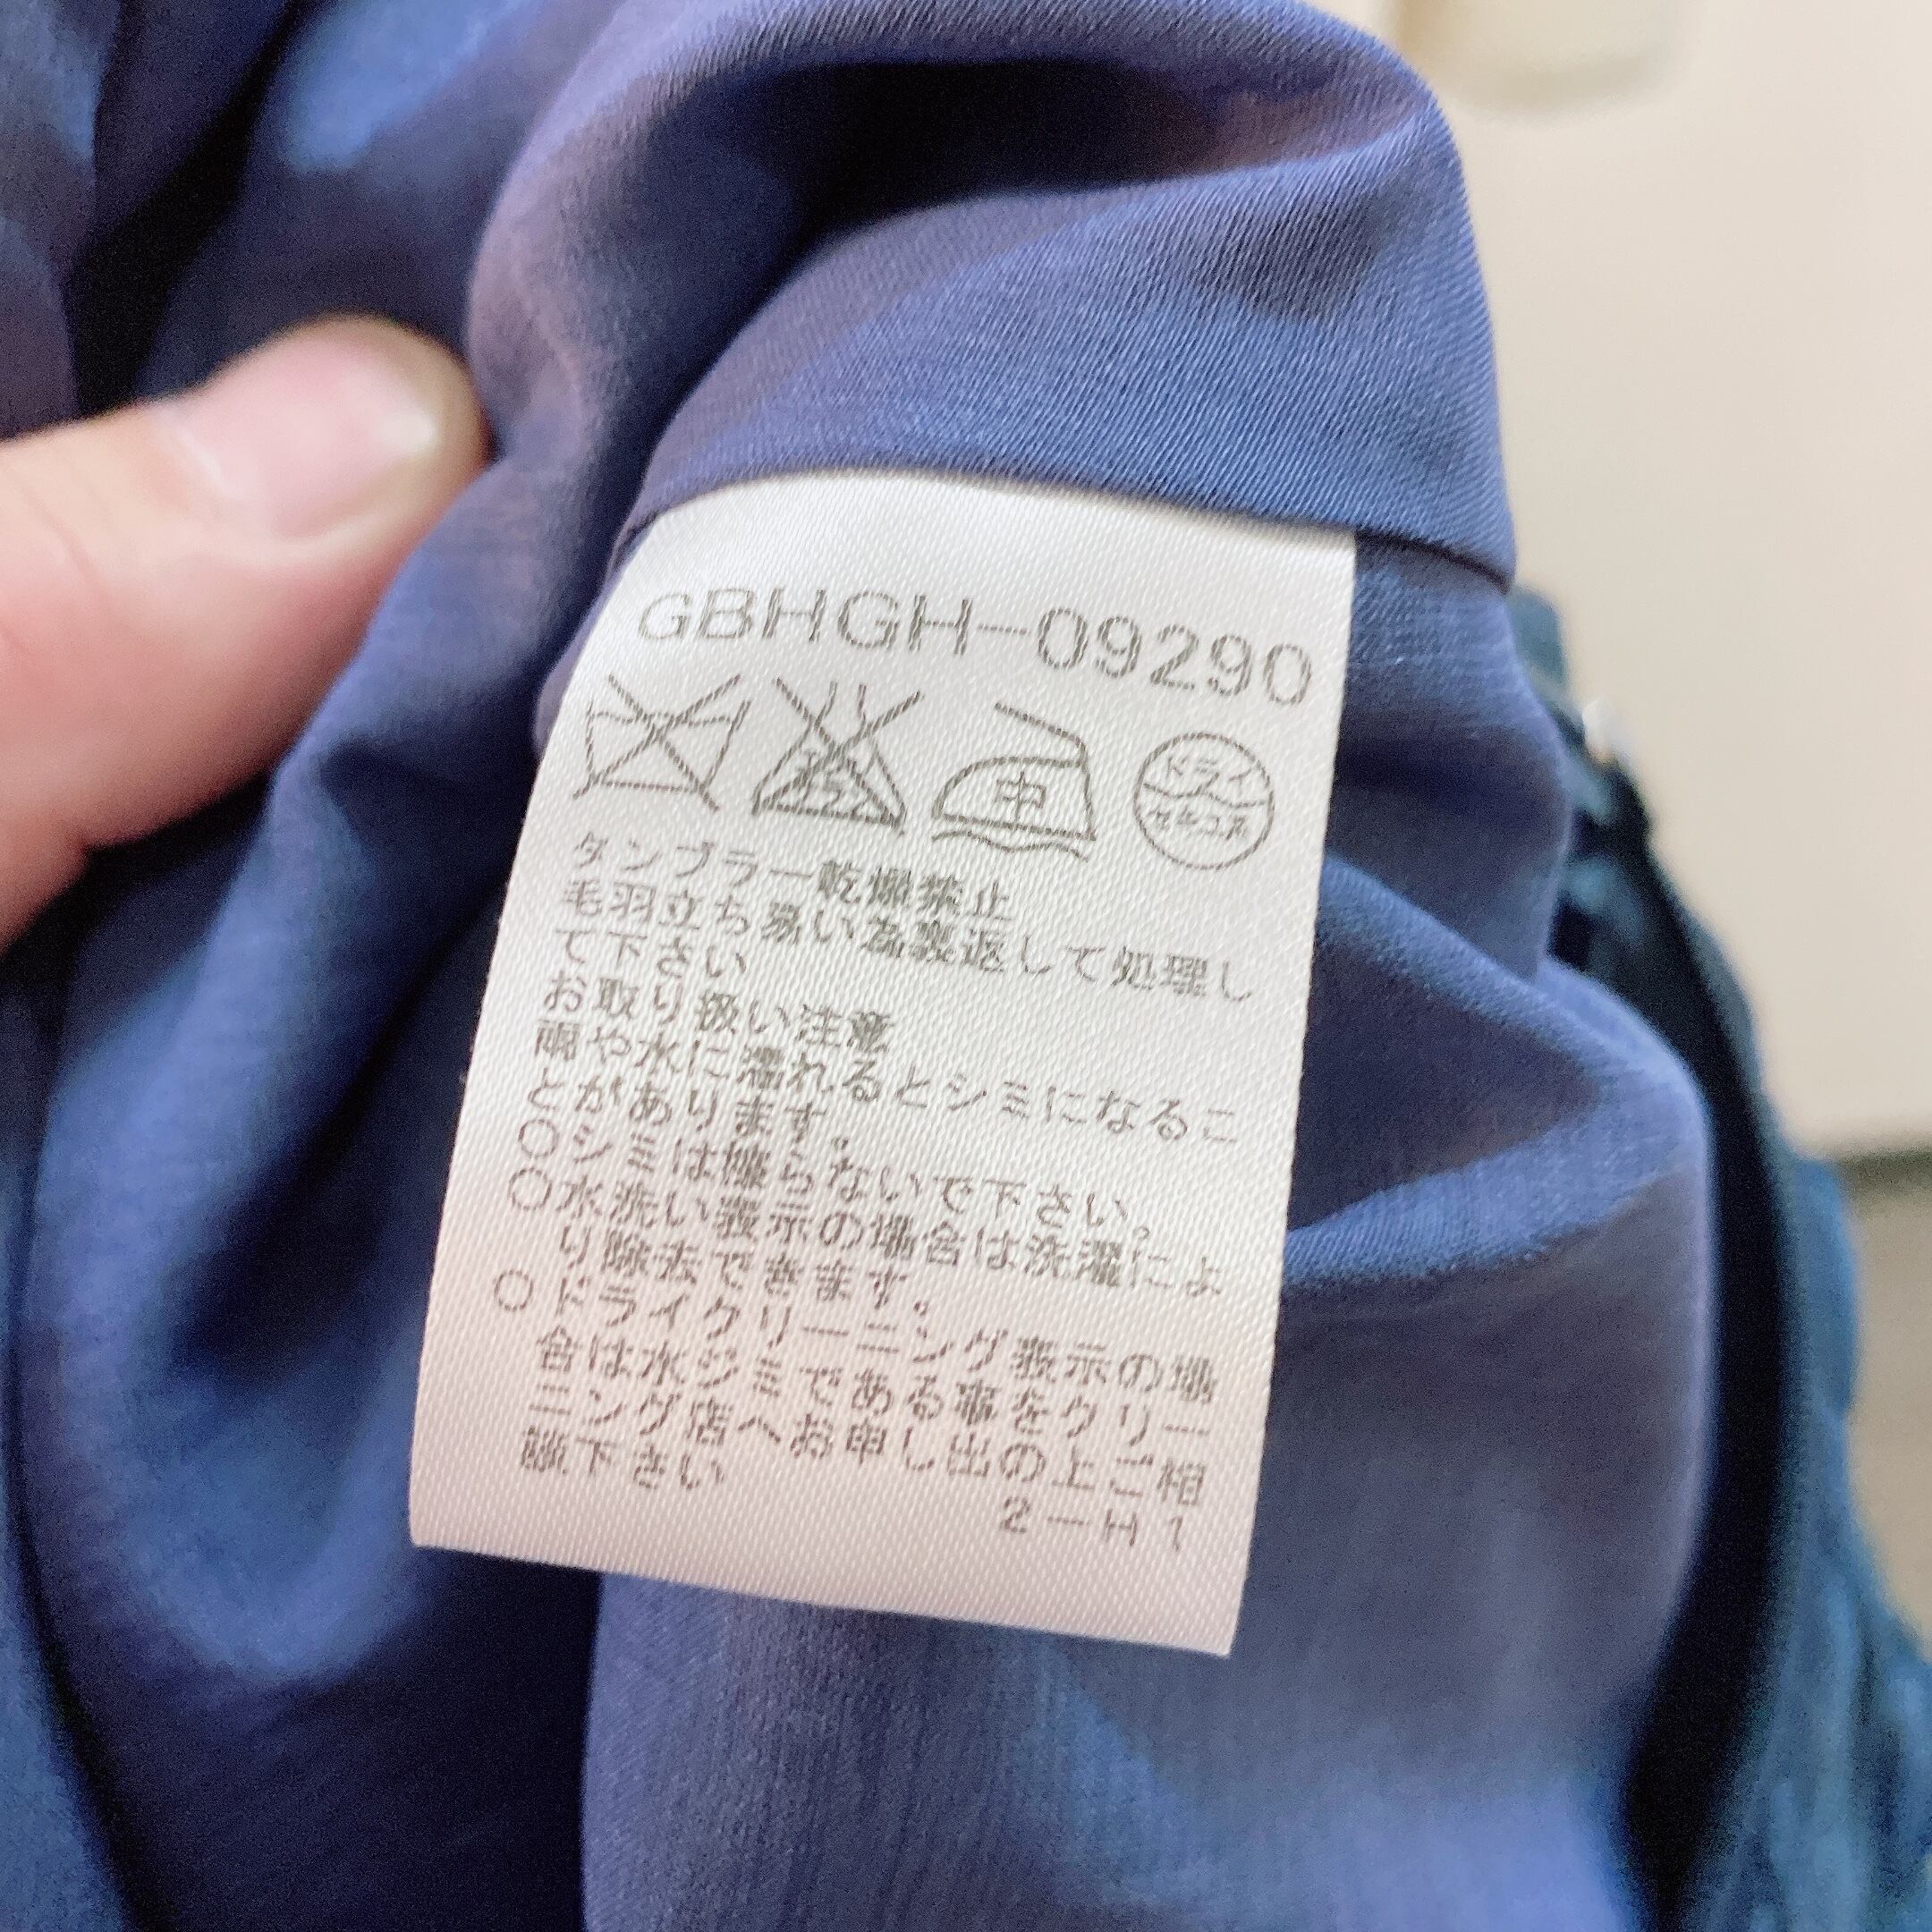 GBHGH-09290
エンソ サラシ 中 ドライ セキユ系
タンブラー乾燥禁止
毛羽立ち易い為裏返して処理し
て下さい
お取り扱い注意
雨や水に濡れるとシミになるこ
とがあります。
○シミは擦らないで下さい。
○水洗い表示の場合は洗濯によ
り除去できます。
○ドライクリーニング表示の場
合は水ジミである事をクリー
ニング店へお申し出の上ご相
談下さい
2-H1